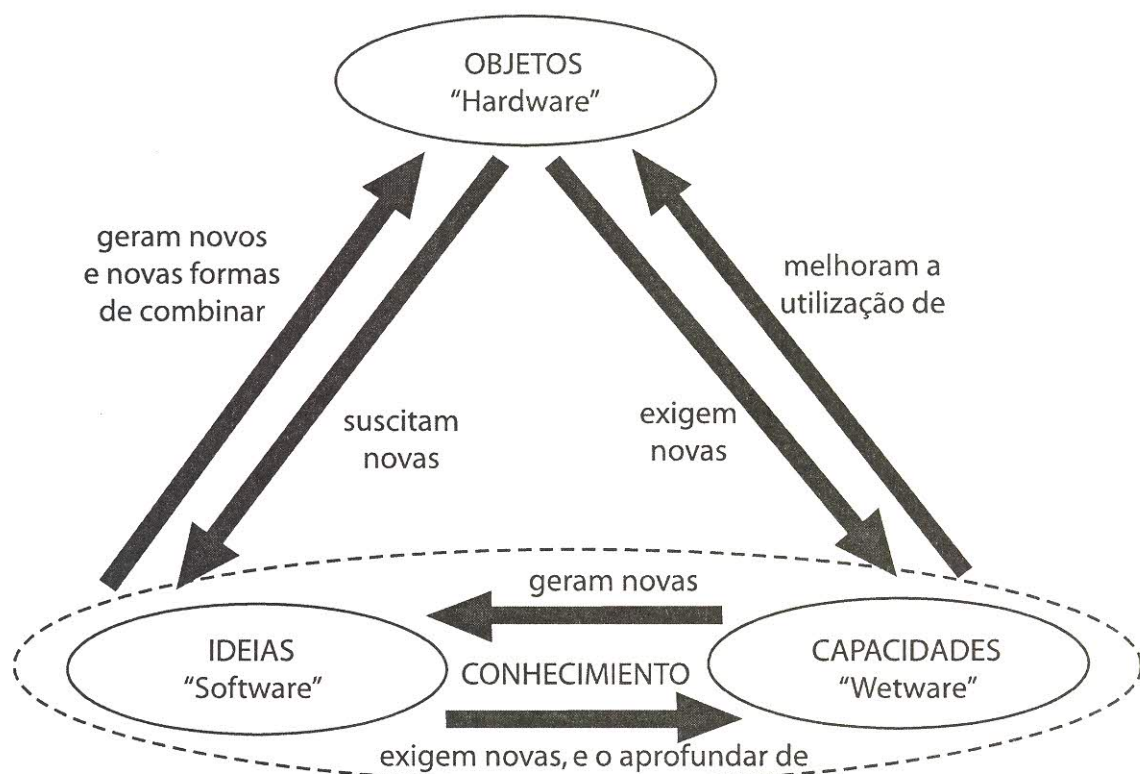 OBJETOS
“Hardware”
geram novos
e novas formas
de combinar
melhoram a
utilização de
suscitam
novas
exigem
novas
geram novas
IDEIAS
“Software”
CONHECIMIENTO
CAPACIDADES
“Wetware”
exigem novas, e o aprofundar de